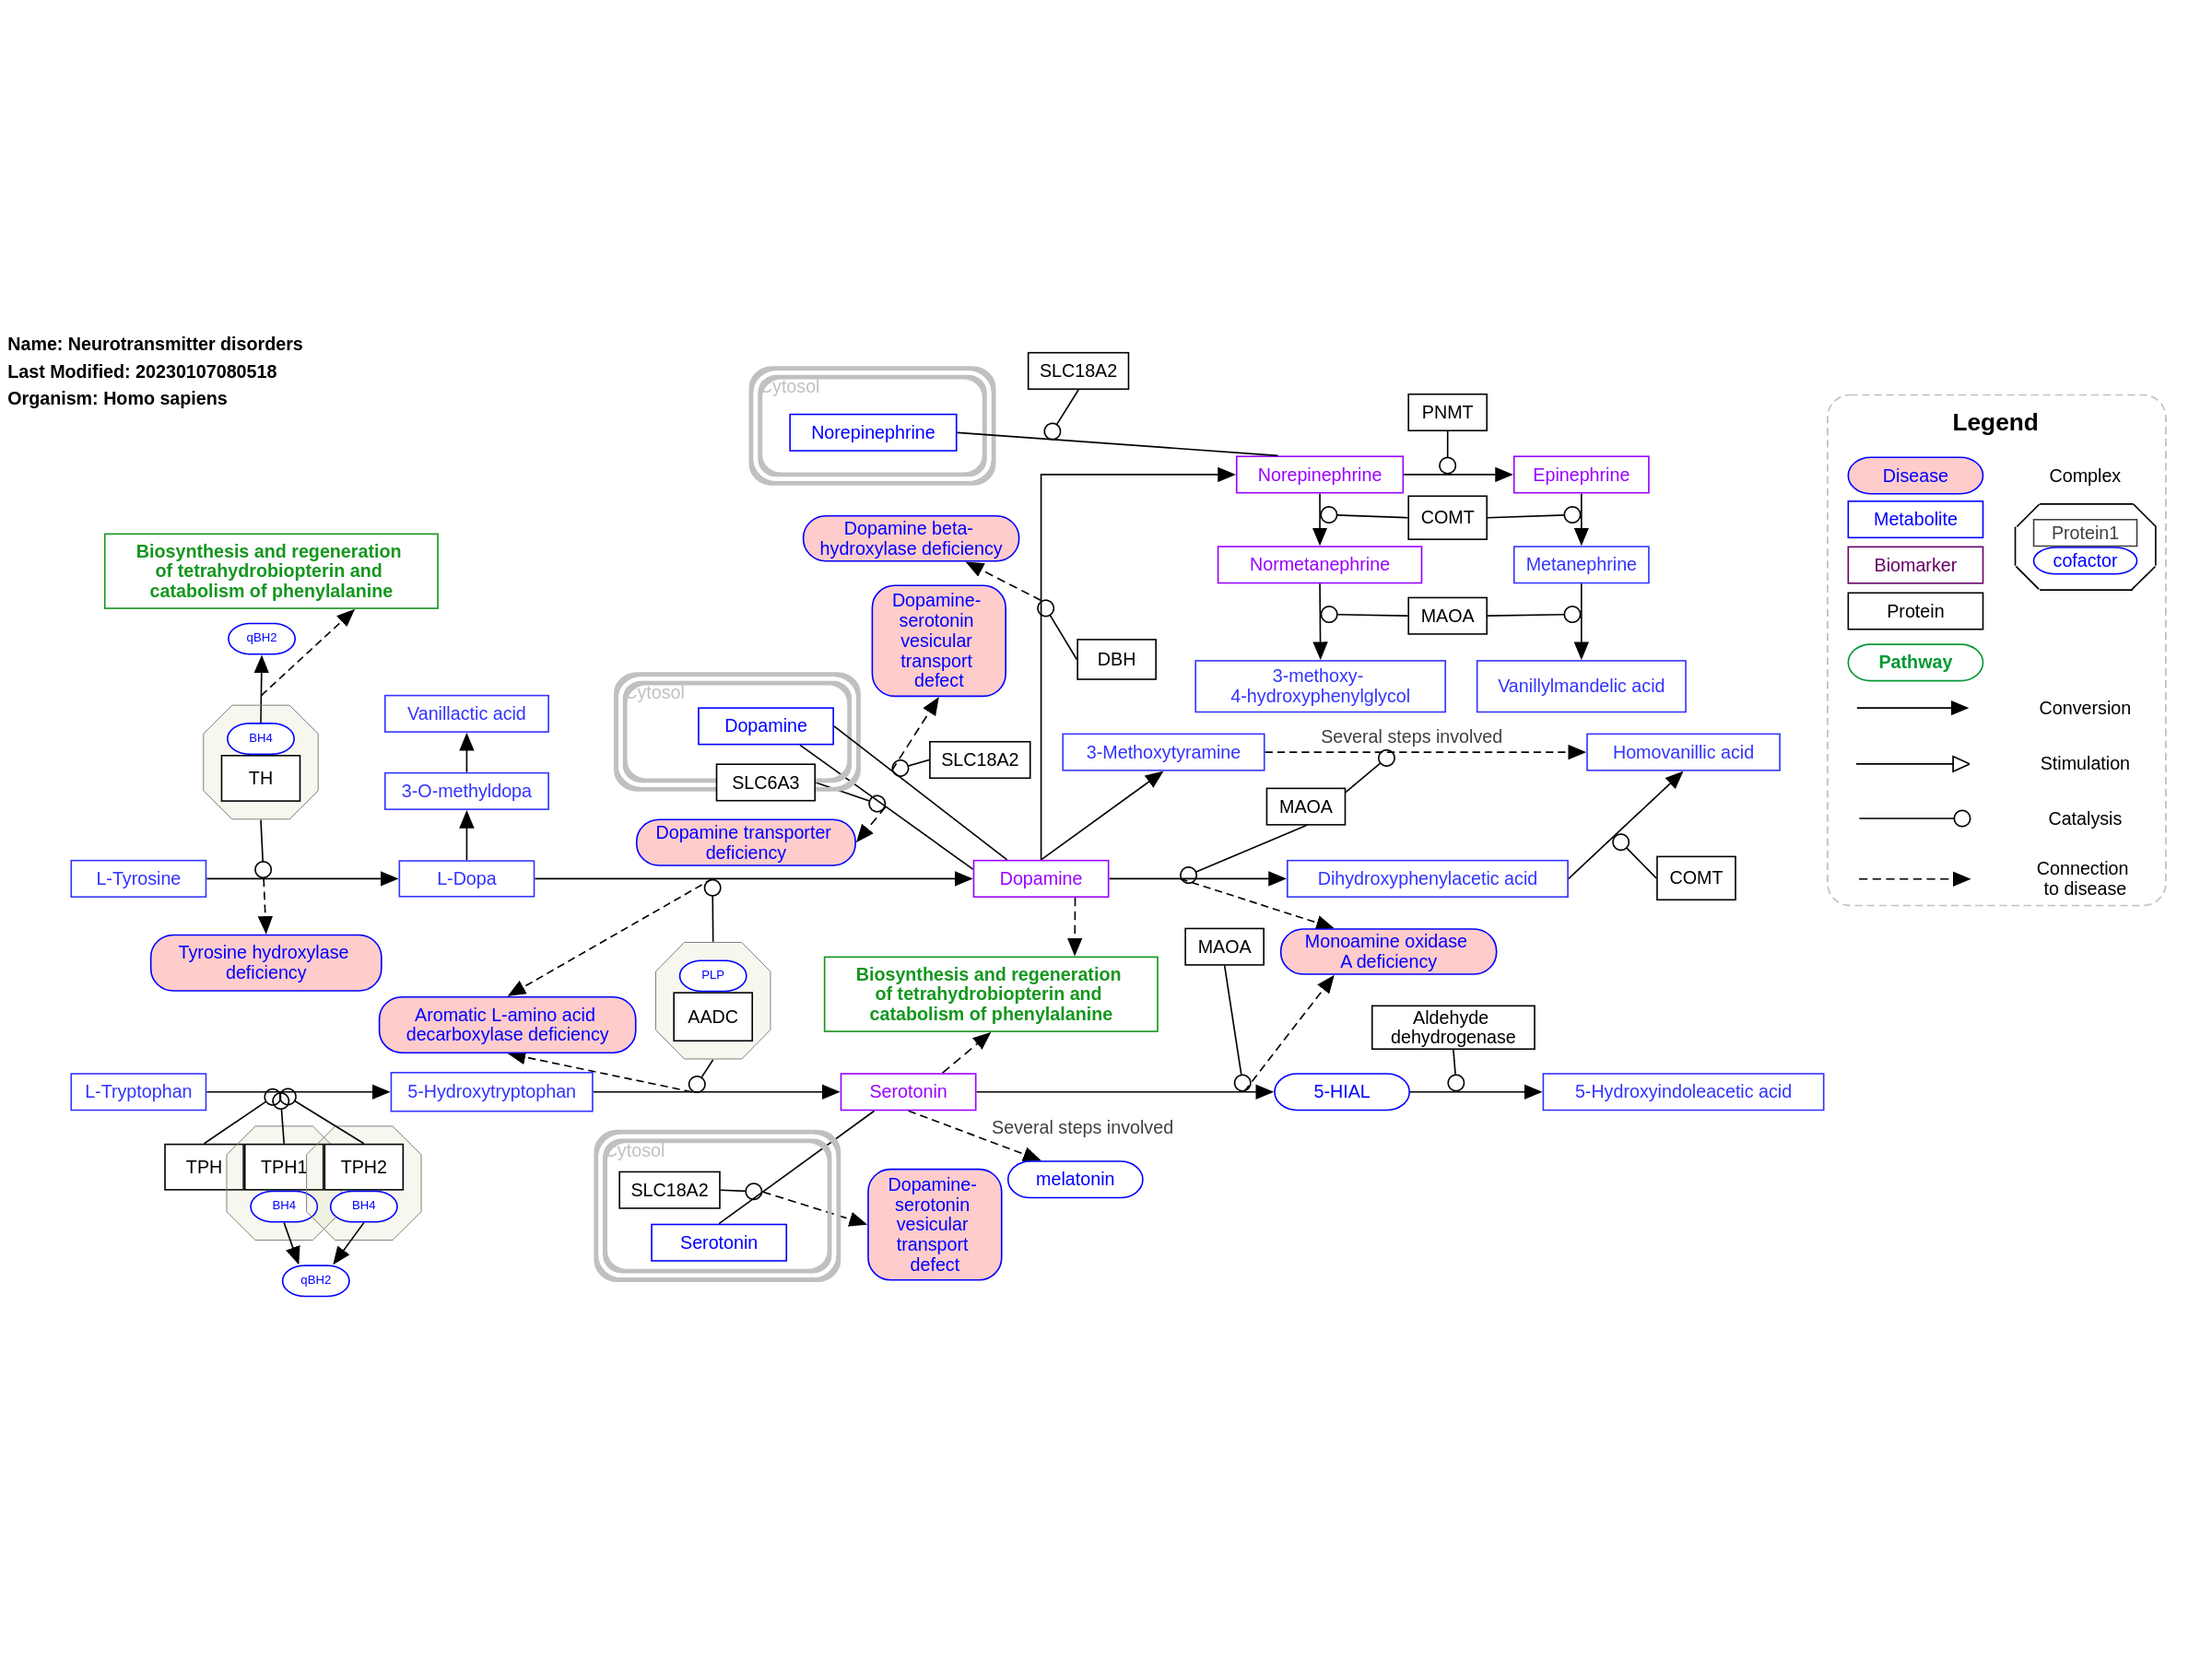 Name: Neurotransmitter disorders
Last Modified: 20230107080518
Organism: Homo sapiens
SLC18A2
Cytosol
Norepinephrine
PNMT
Norepinephrine
Epinephrine
COMT
Dopamine beta-
hydroxylase deficiency
Normetanephrine
Metanephrine
Biosynthesis and regeneration
of tetrahydrobiopterin and
catabolism of phenylalanine
Dopamine-
serotonin
vesicular
transport
defect
MAOA
qBH2
DBH
3-methoxy-
4-hydroxyphenylglycol
Vanillylmandelic acid
Cytosol
Dopamine
Vanillactic acid
BH4
TH
SLC18A2
3-Methoxytyramine
Several steps involved
Homovanillic acid
SLC6A3
3-O-methyldopa
MAOA
Dopamine transporter
deficiency
L-Tyrosine
L-Dopa
Dopamine
Dihydroxyphenylacetic acid
COMT
Tyrosine hydroxylase
deficiency
MAOA
Monoamine oxidase
A deficiency
PLP
AADC
Biosynthesis and regeneration
of tetrahydrobiopterin and
catabolism of phenylalanine
Aromatic L-amino acid
decarboxylase deficiency
Aldehyde
dehydrogenase
L-Tryptophan
5-Hydroxytryptophan
Serotonin
5-HIAL
5-Hydroxyindoleacetic acid
Several steps involved
TPH
TPH1
TPH2
BH4
BH4
qBH2
Cytosol
SLC18A2
Serotonin
Dopamine-
serotonin
vesicular
transport
defect
melatonin
Legend
Disease
Complex
Metabolite
Protein1
cofactor
Biomarker
Protein
Pathway
Conversion
Stimulation
Catalysis
Connection
to disease